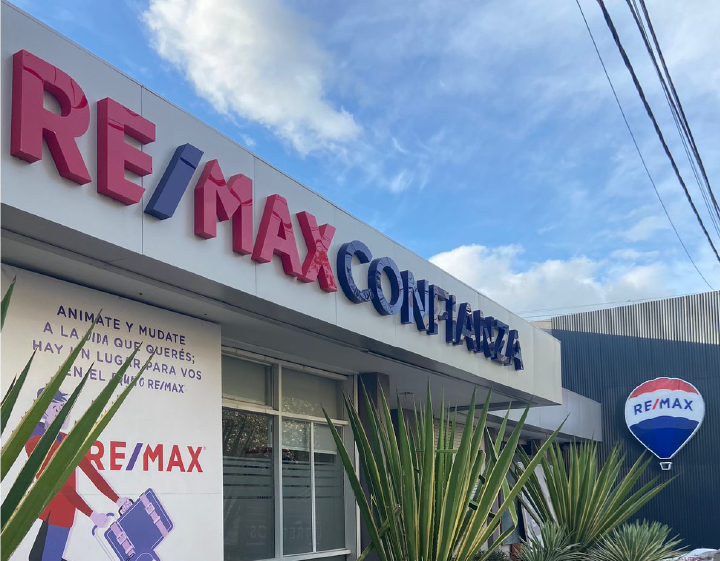 RE/MAX CONFIANZA
ANIMATE Y MUDATE
A LA VIDA QUE QUERÉS;
HAY UN LUGAR PARA VOS
EN EL MUNDO RE/MAX
RE/MAX
RE/MAX